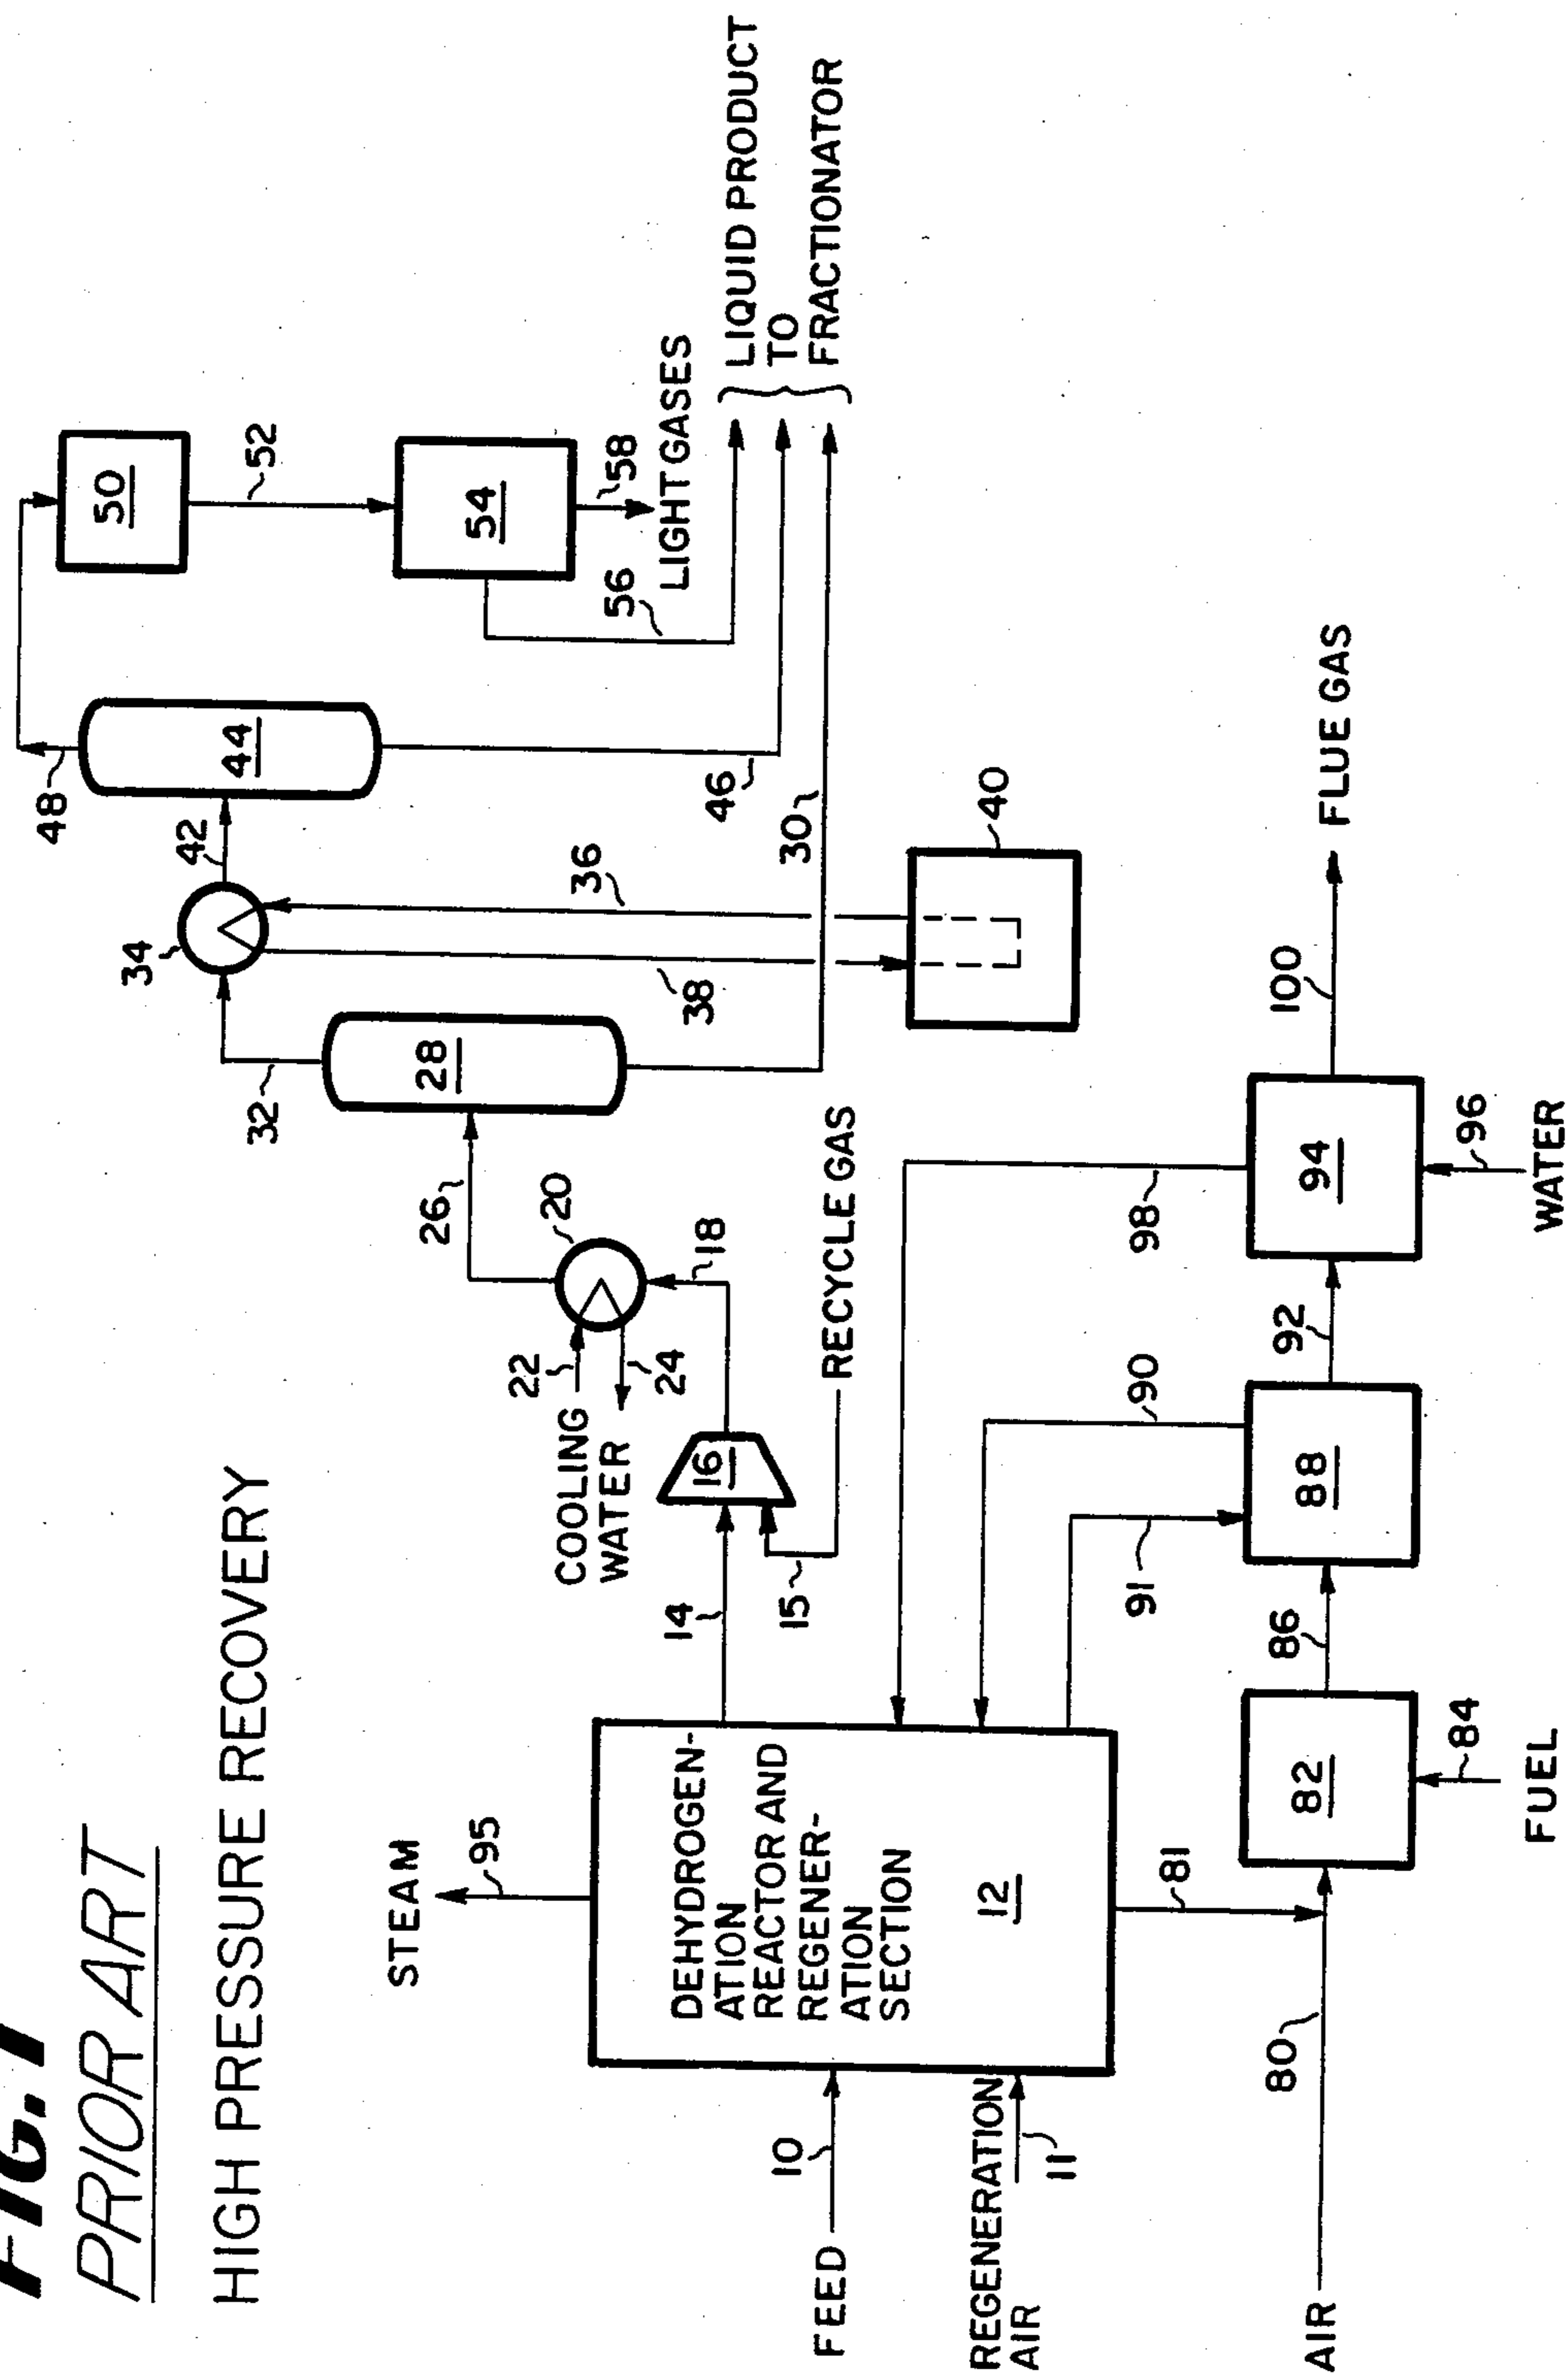 FIG. 1
PRIOR ART
HIGH PRESSURE RECOVERY
STEAM
95
FEED
10
REGENERATION
AIR
11
DEHYDROGEN-
ATION
REACTOR AND
REGENER-
ATION
SECTION
12
14
15
16
RECYCLE GAS
18
20
COOLING
WATER
22
24
26
28
30
32
34
36
38
40
42
44
46
48
50
52
54
56
58
LIGHT GASES
LIQUID PRODUCT
TO
FRACTIONATOR
AIR
80
81
82
84
FUEL
86
88
90
91
92
94
96
WATER
98
100
FLUE GAS